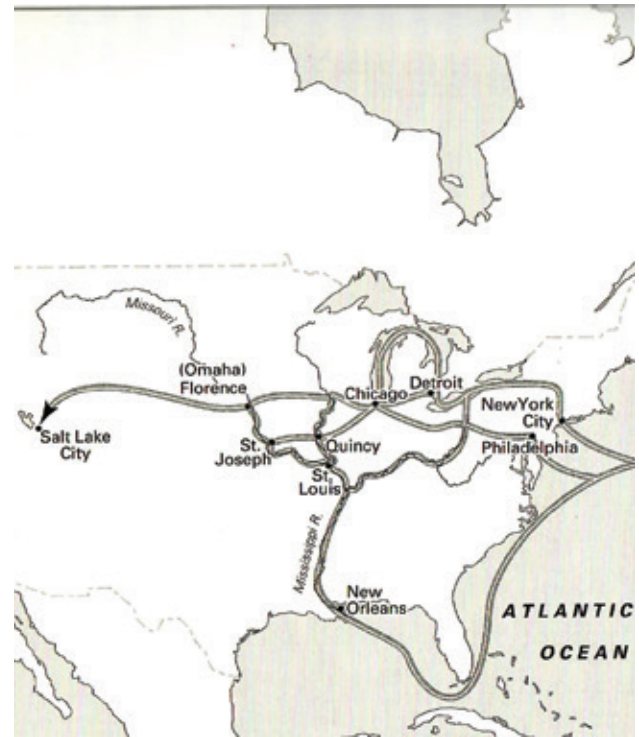 Missouri R.
(Omaha)
Florence
Chicago
Detroit
New York
City
Salt Lake
City
St.
Joseph
Quincy
Philadelphia
St.
Louis
Mississippi R.
New
Orleans
ATLANTIC
OCEAN